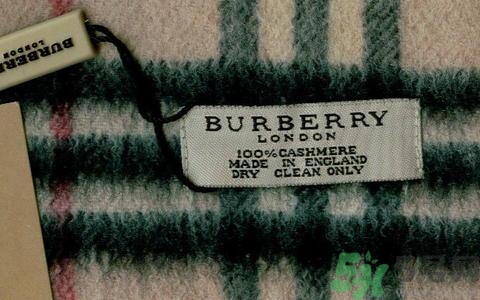 BURBERRY
LONDON
BURBERRY
LONDON
100% CASHMERE
MADE IN ENGLAND
DRY CLEAN ONLY